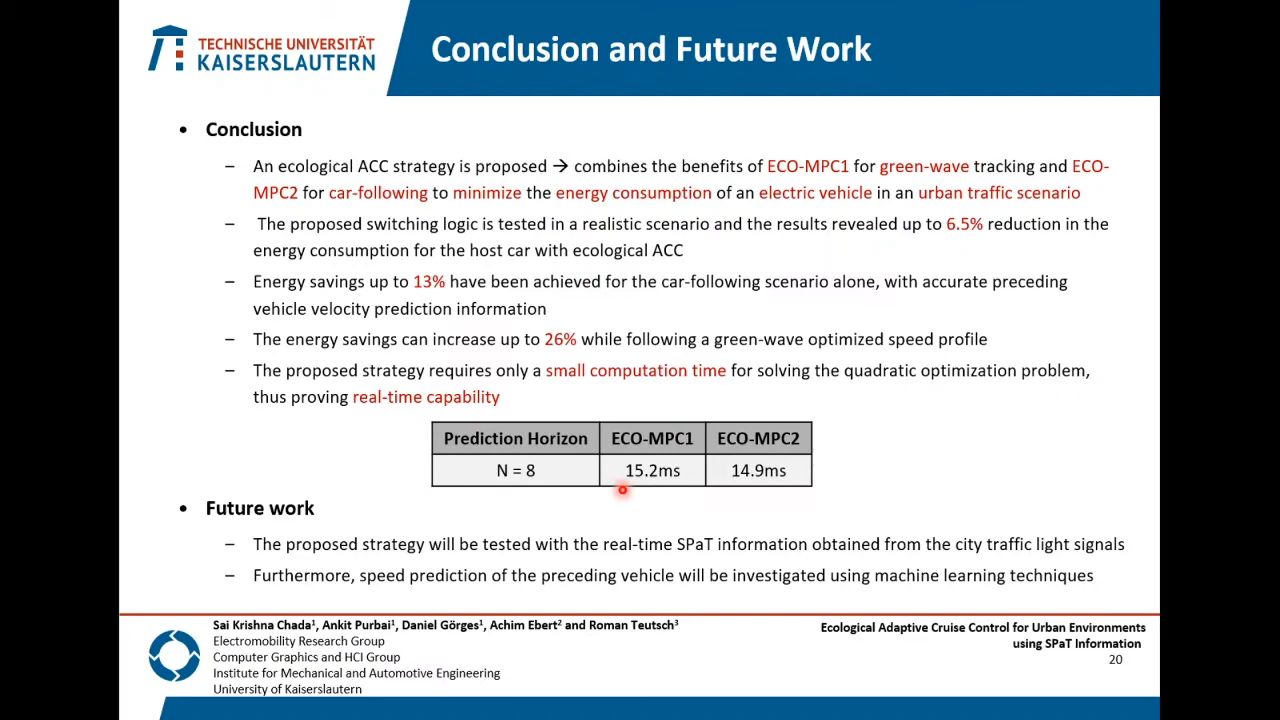 TECHNISCHE UNIVERSITÄT
KAISERSLAUTERN
Conclusion and Future Work
• Conclusion
– An ecological ACC strategy is proposed → combines the benefits of ECO-MPC1 for green-wave tracking and ECO-
MPC2 for car-following to minimize the energy consumption of an electric vehicle in an urban traffic scenario
– The proposed switching logic is tested in a realistic scenario and the results revealed up to 6.5% reduction in the
energy consumption for the host car with ecological ACC
– Energy savings up to 13% have been achieved for the car-following scenario alone, with accurate preceding
vehicle velocity prediction information
– The energy savings can increase up to 26% while following a green-wave optimized speed profile
– The proposed strategy requires only a small computation time for solving the quadratic optimization problem,
thus proving real-time capability
Prediction Horizon ECO-MPC1 ECO-MPC2
N = 8 15.2ms 14.9ms
• Future work
– The proposed strategy will be tested with the real-time SPaT information obtained from the city traffic light signals
– Furthermore, speed prediction of the preceding vehicle will be investigated using machine learning techniques
Sai Krishna Chada¹, Ankit Purbai¹, Daniel Görges¹, Achim Ebert² and Roman Teutsch³
Electromobility Research Group
Computer Graphics and HCI Group
Institute for Mechanical and Automotive Engineering
University of Kaiserslautern
Ecological Adaptive Cruise Control for Urban Environments
using SPaT Information
20